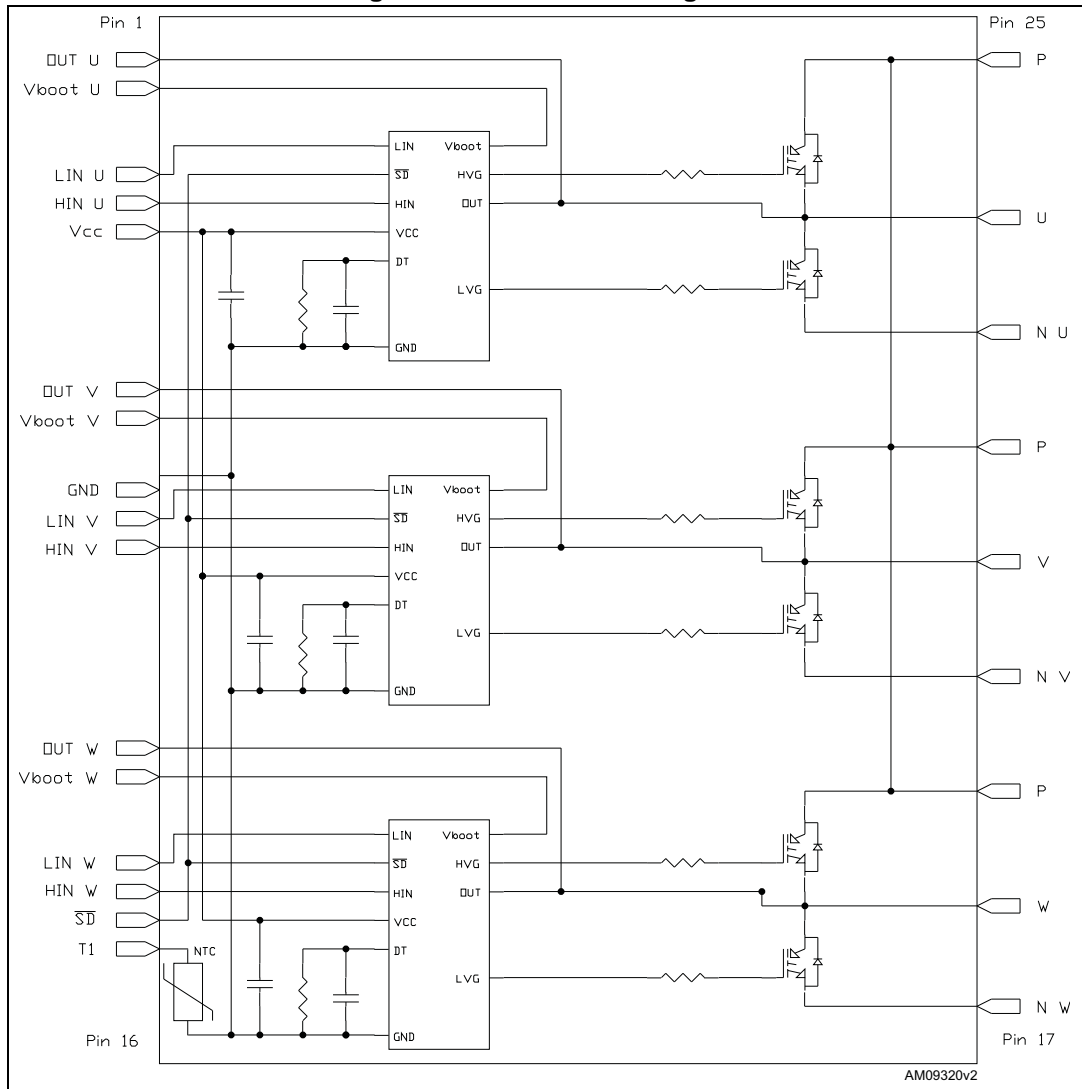 Pin 1
Pin 25
OUT U
P
Vboot U
LIN
Vboot
LIN U
SD
HVG
HIN U
HIN
OUT
U
Vcc
VCC
DT
LVG
N U
GND
OUT V
Vboot V
P
GND
LIN
Vboot
LIN V
SD
HVG
HIN V
HIN
OUT
V
VCC
DT
LVG
N V
GND
OUT W
Vboot W
P
LIN
Vboot
LIN W
SD
HVG
HIN W
HIN
OUT
W
SD
VCC
T1
NTC
DT
LVG
N W
GND
Pin 16
Pin 17
AM09320v2